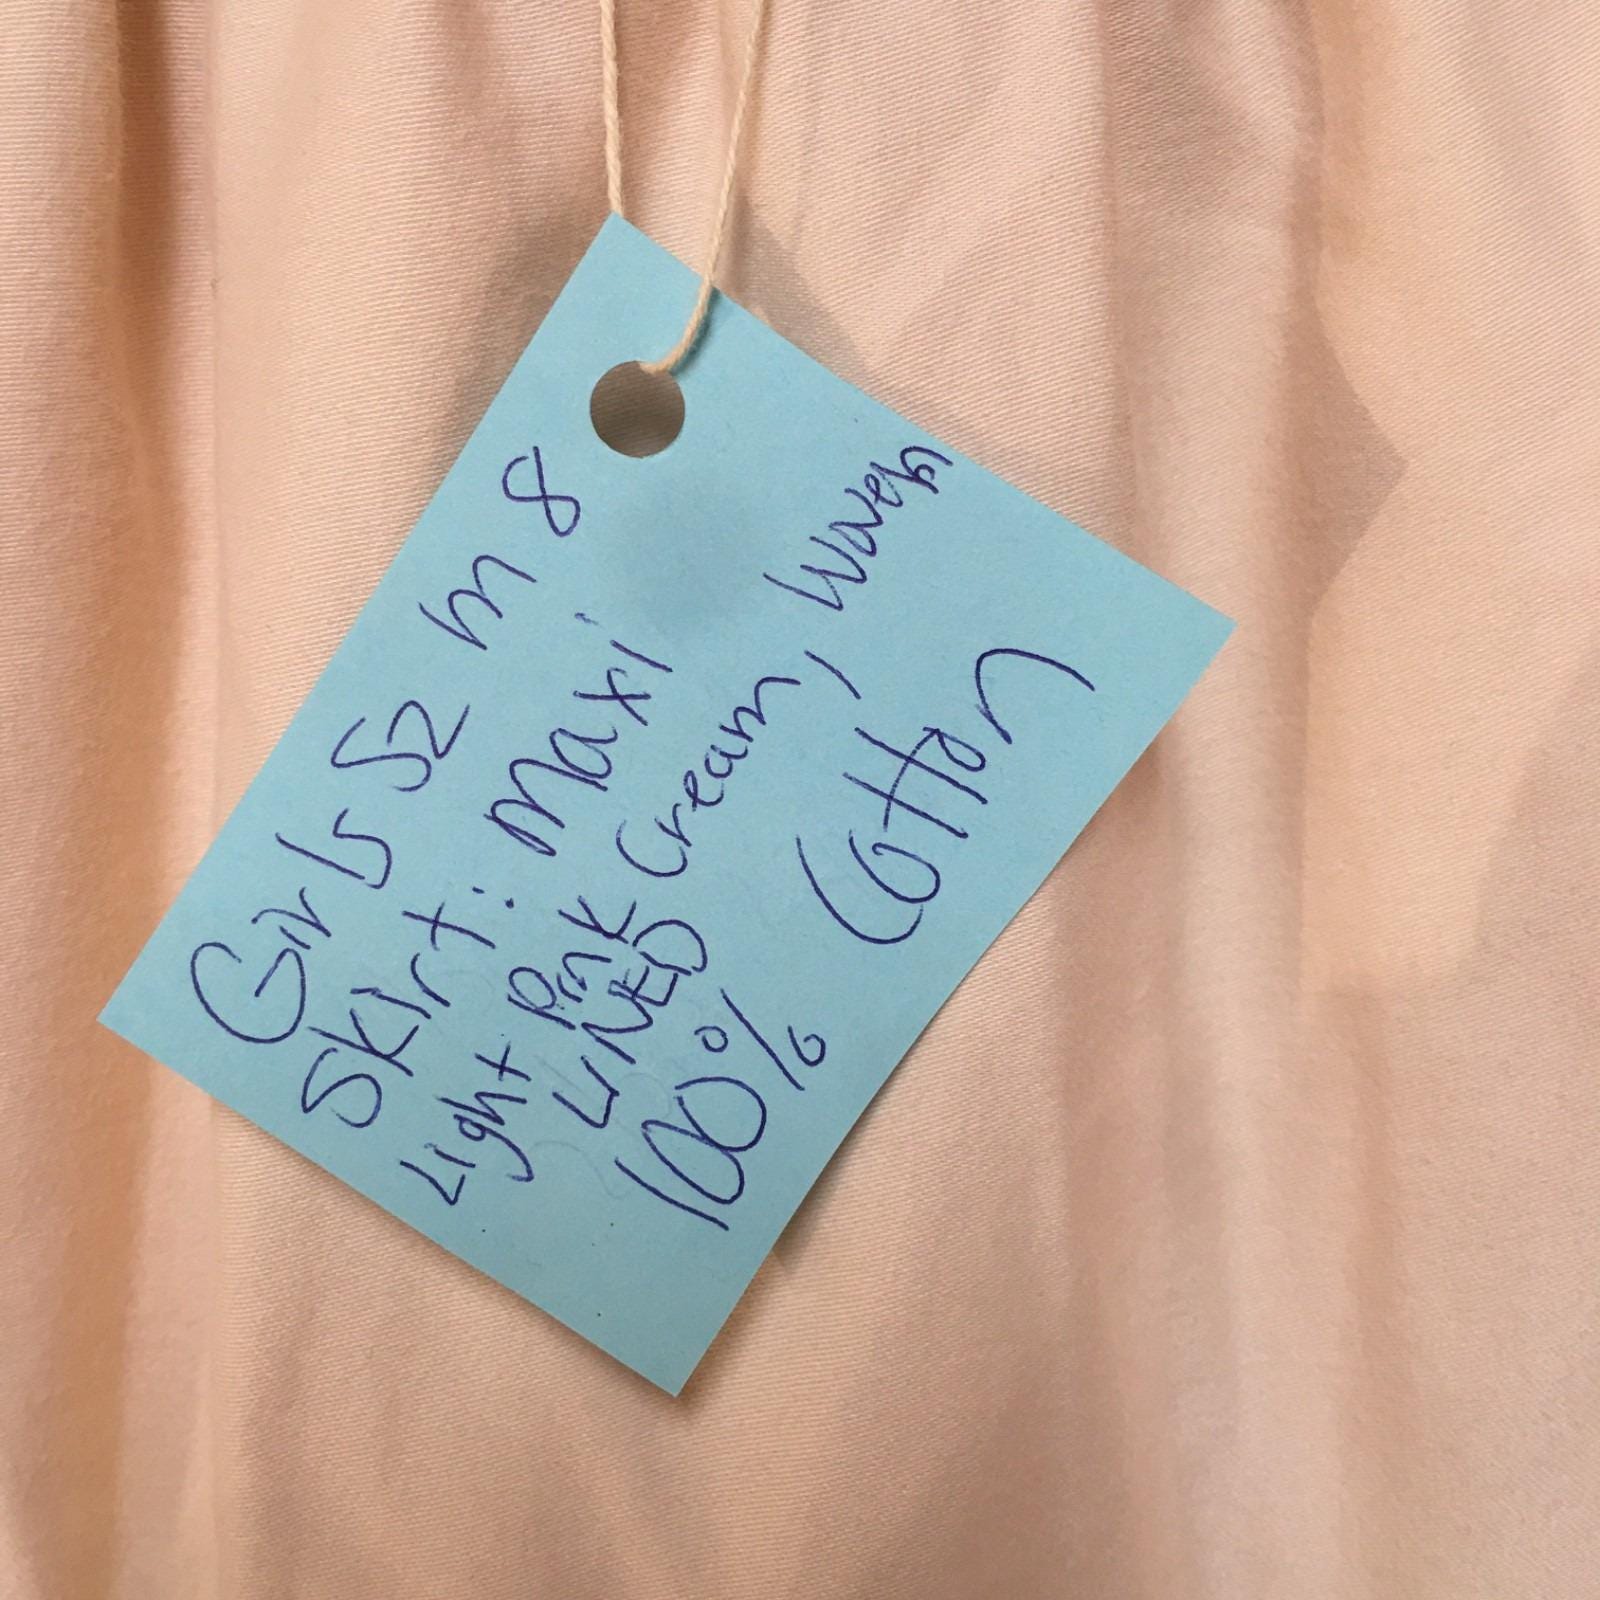 Girls Sz M 8
Skirt: Maxi
Light Pink Cream, Woven
LINED
100% Cotton